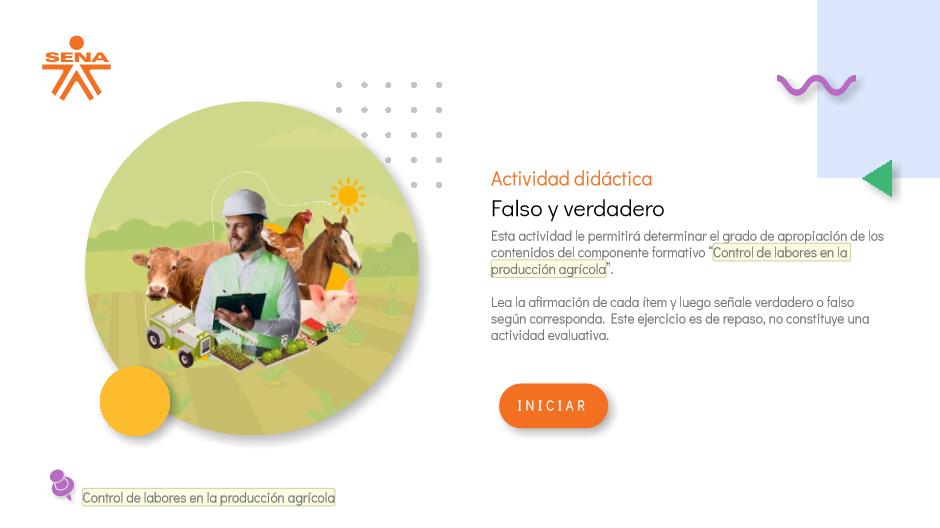 SENA
Actividad didáctica
Falso y verdadero
Esta actividad le permitirá determinar el grado de apropiación de los
contenidos del componente formativo “Control de labores en la
producción agrícola”.
Lea la afirmación de cada ítem y luego señale verdadero o falso
según corresponda. Este ejercicio es de repaso, no constituye una
actividad evaluativa.
INICIAR
Control de labores en la producción agrícola